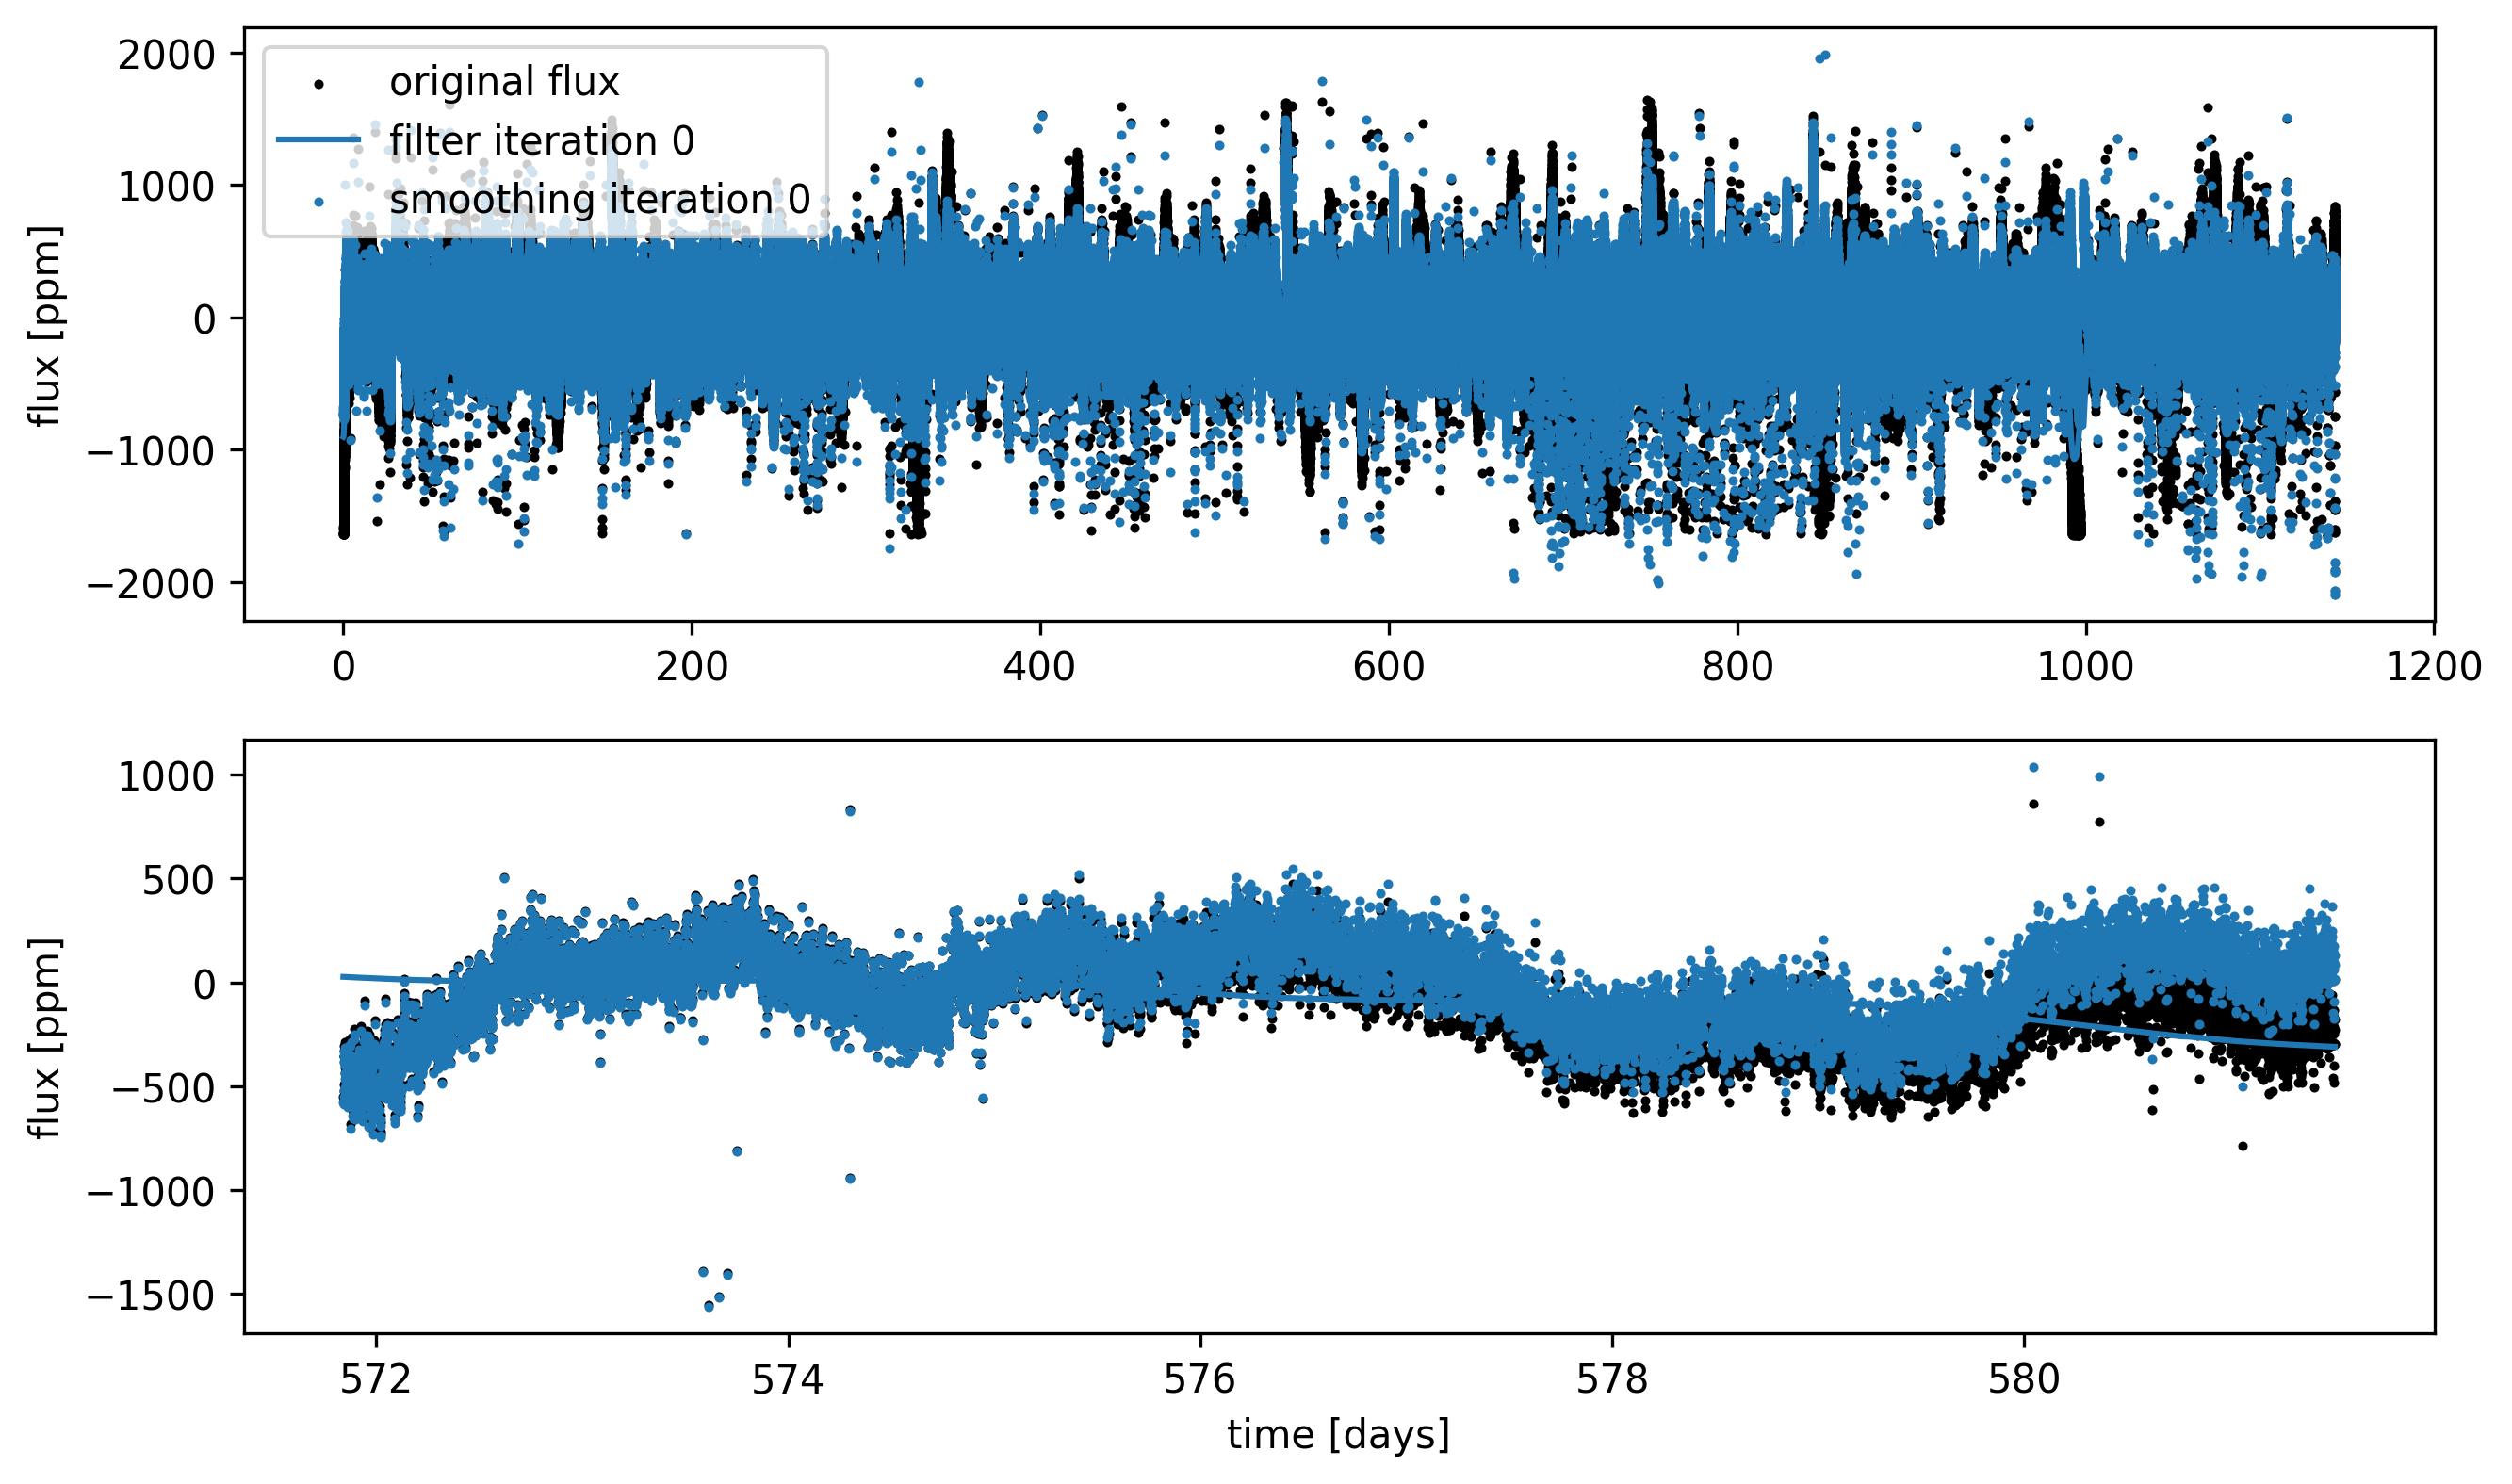 original flux
filter iteration 0
smoothing iteration 0
2000
1000
0
−1000
−2000
flux [ppm]
0 200 400 600 800 1000 1200
1000
500
0
−500
−1000
−1500
flux [ppm]
572 574 576 578 580
time [days]